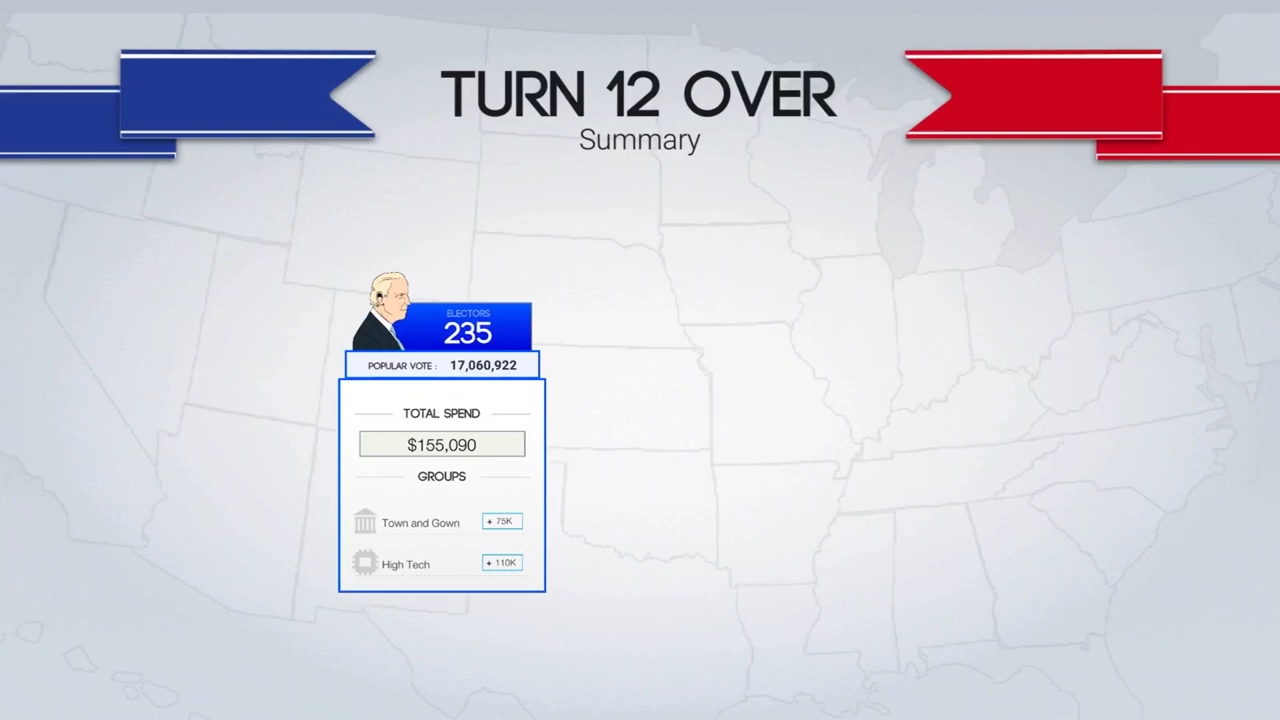 TURN 12 OVER
Summary
ELECTORS
235
POPULAR VOTE : 17,060,922
TOTAL SPEND
$155,090
GROUPS
Town and Gown + 75K
High Tech + 110K